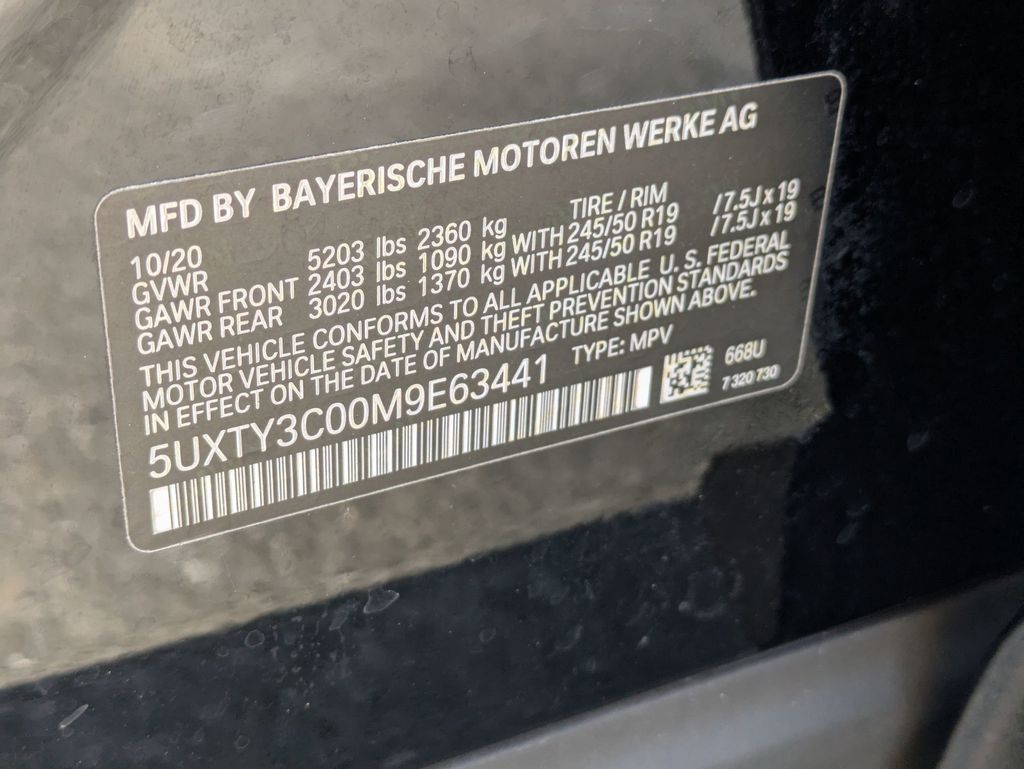 MFD BY BAYERISCHE MOTOREN WERKE AG
10/20 TIRE / RIM
GVWR 5203 lbs 2360 kg
GAWR FRONT 2403 lbs 1090 kg WITH 245/50 R19 /7.5J x 19
GAWR REAR 3020 lbs 1370 kg WITH 245/50 R19 /7.5J x 19
THIS VEHICLE CONFORMS TO ALL APPLICABLE U. S. FEDERAL
MOTOR VEHICLE SAFETY AND THEFT PREVENTION STANDARDS
IN EFFECT ON THE DATE OF MANUFACTURE SHOWN ABOVE.
5UXTY3C00M9E63441 TYPE: MPV
668U
7 320 730